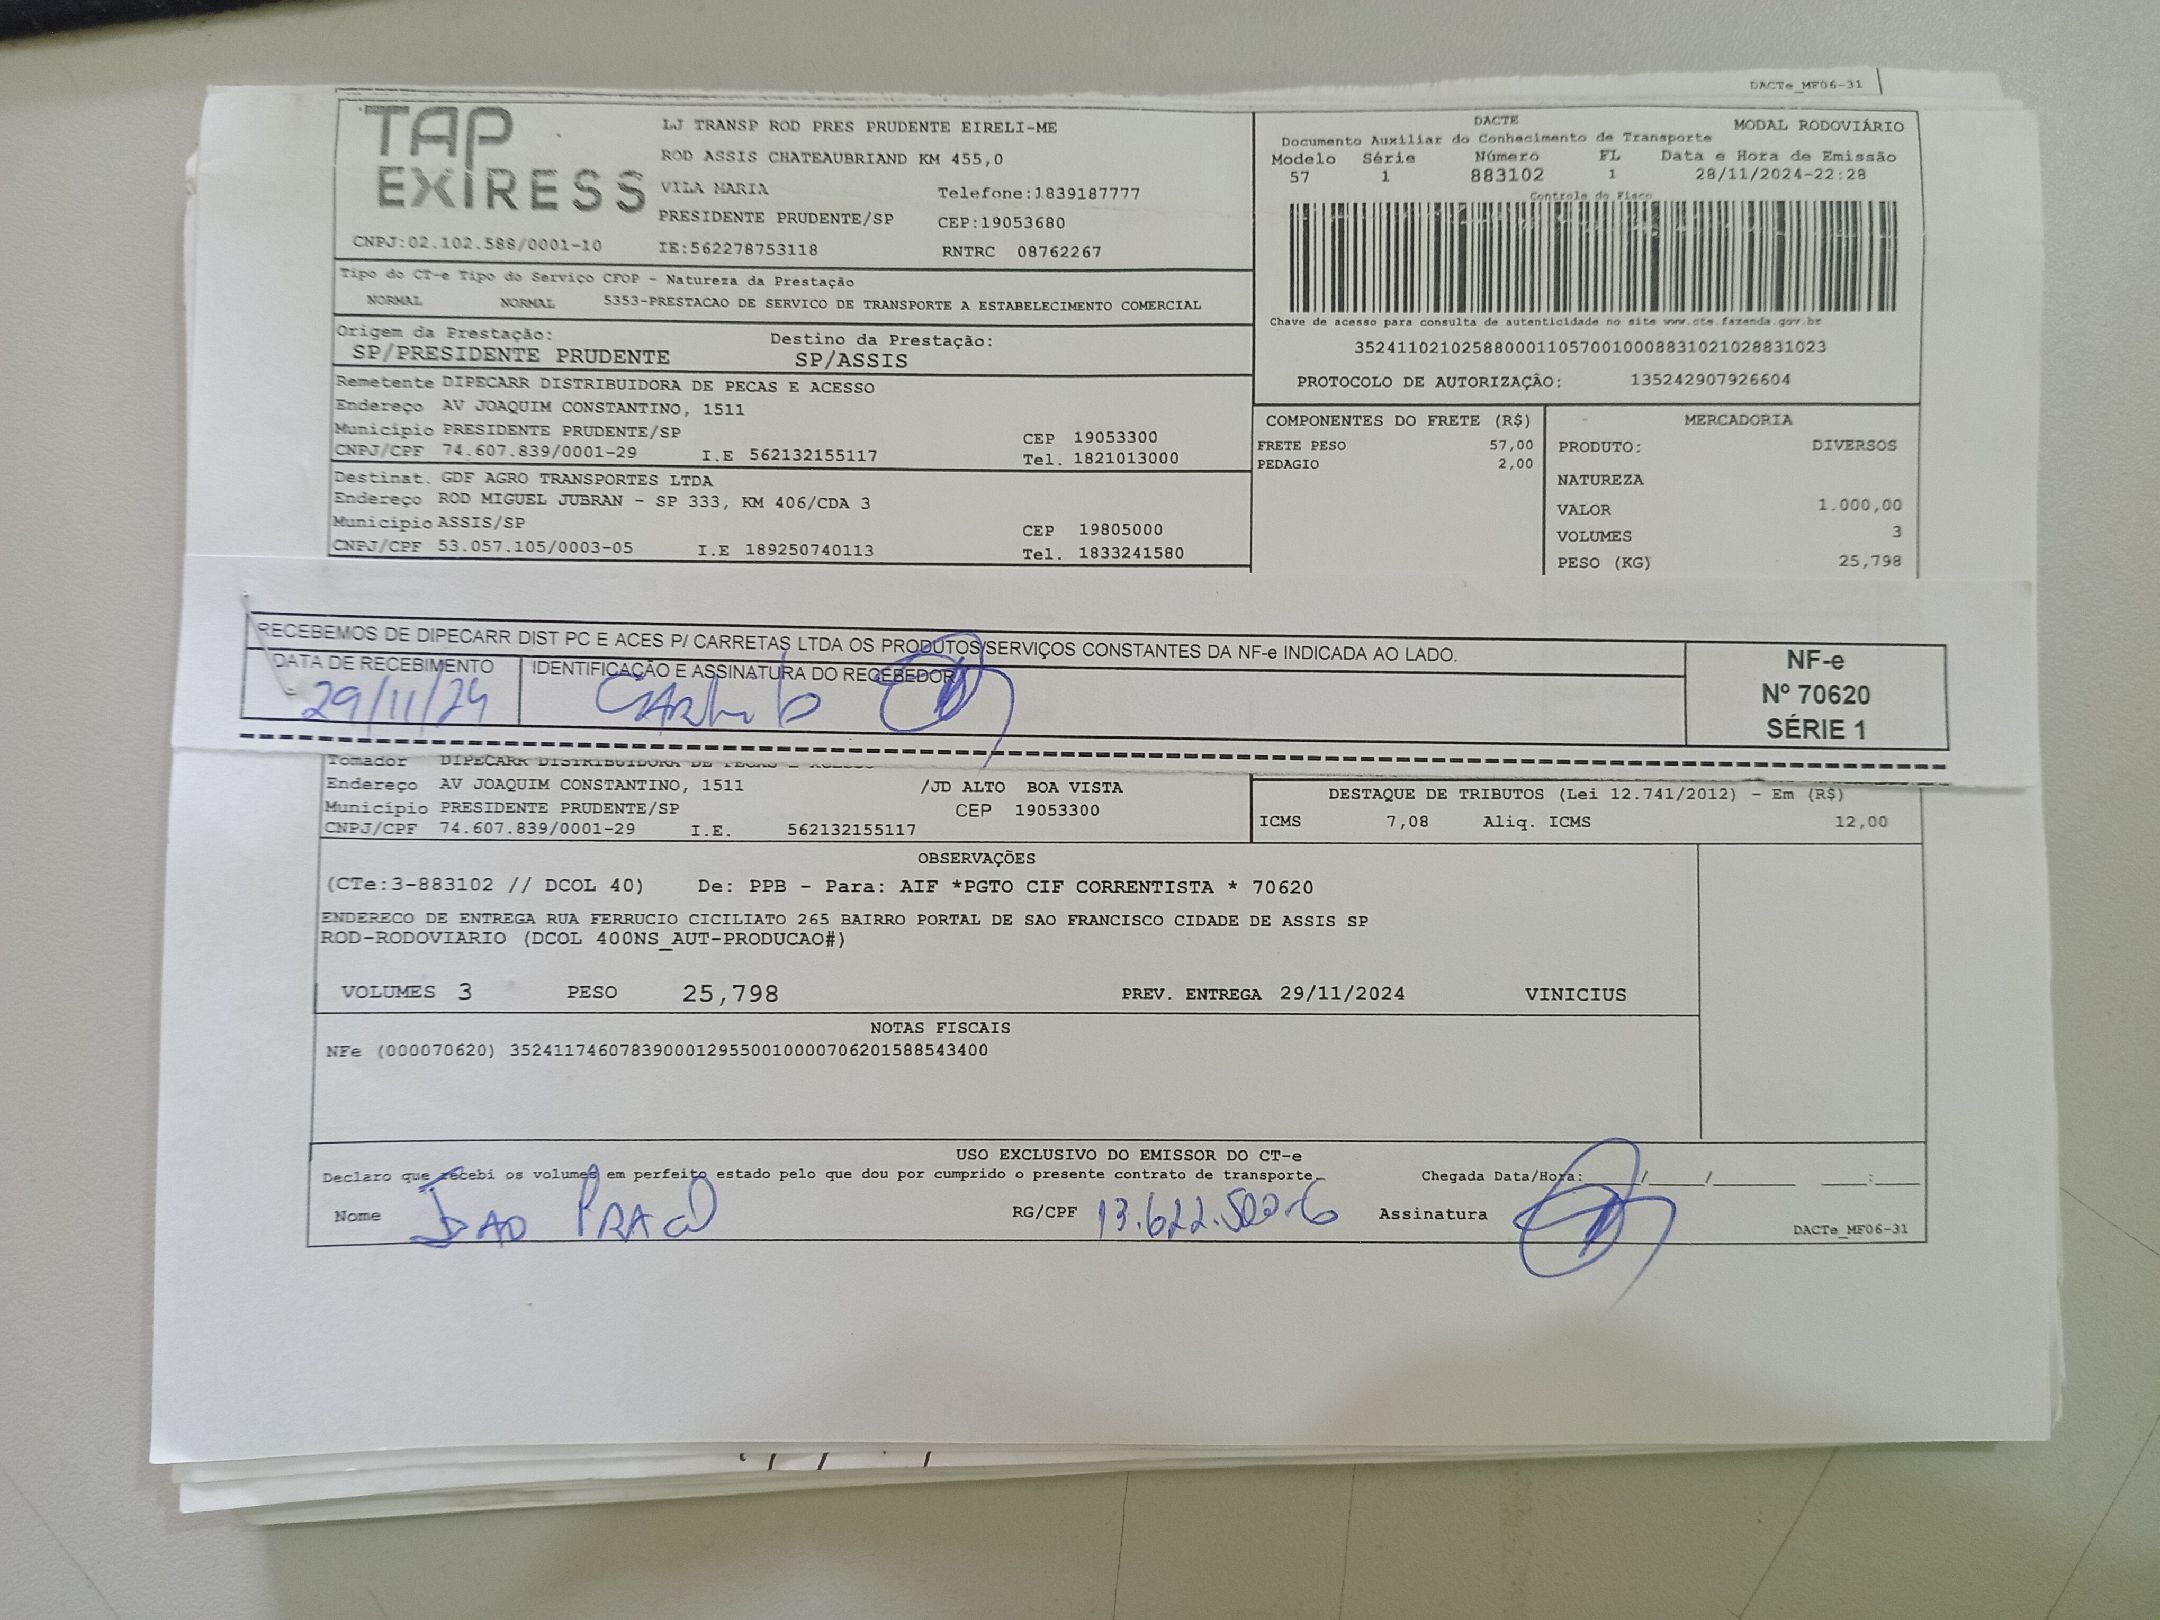 DACTe_MF06-31
TAP
EXIRESS
CNPJ:02.102.588/0001-10
LJ TRANSP ROD PRES PRUDENTE EIRELI-ME
ROD ASSIS CHATEAUBRIAND KM 455,0
VILA MARIA Telefone:1839187777
PRESIDENTE PRUDENTE/SP CEP:19053680
IE:562278753118 RNTRC 08762267
DACTE MODAL RODOVIÁRIO
Documento Auxiliar do Conhecimento de Transporte
Modelo Série Número FL Data e Hora de Emissão
57 1 883102 1 28/11/2024-22:28
Controle do Fisco
Chave de acesso para consulta de autenticidade no site www.cte.fazenda.gov.br
35241102102588000110570010008831021028831023
PROTOCOLO DE AUTORIZAÇÃO: 135242907926604
Tipo do CT-e Tipo do Serviço CFOP - Natureza da Prestação
NORMAL NORMAL 5353-PRESTACAO DE SERVICO DE TRANSPORTE A ESTABELECIMENTO COMERCIAL
Origem da Prestação: Destino da Prestação:
SP/PRESIDENTE PRUDENTE SP/ASSIS
Remetente DIPECARR DISTRIBUIDORA DE PECAS E ACESSO
Endereço AV JOAQUIM CONSTANTINO, 1511
Município PRESIDENTE PRUDENTE/SP CEP 19053300
CNPJ/CPF 74.607.839/0001-29 I.E 562132155117 Tel. 1821013000
Destinat. GDF AGRO TRANSPORTES LTDA
Endereço ROD MIGUEL JUBRAN - SP 333, KM 406/CDA 3
Município ASSIS/SP CEP 19805000
CNPJ/CPF 53.057.105/0003-05 I.E 189250740113 Tel. 1833241580
COMPONENTES DO FRETE (R$)
FRETE PESO 57,00
PEDAGIO 2,00
MERCADORIA
PRODUTO: DIVERSOS
NATUREZA
VALOR 1.000,00
VOLUMES 3
PESO (KG) 25,798
RECEBEMOS DE DIPECARR DIST PC E ACES P/ CARRETAS LTDA OS PRODUTOS/SERVIÇOS CONSTANTES DA NF-e INDICADA AO LADO.
DATA DE RECEBIMENTO IDENTIFICAÇÃO E ASSINATURA DO RECEBEDOR
29/11/24
NF-e
Nº 70620
SÉRIE 1
Tomador DIPECARR DISTRIBUIDORA DE PECAS E ACESSO
Endereço AV JOAQUIM CONSTANTINO, 1511 /JD ALTO BOA VISTA
Município PRESIDENTE PRUDENTE/SP CEP 19053300
CNPJ/CPF 74.607.839/0001-29 I.E. 562132155117
DESTAQUE DE TRIBUTOS (Lei 12.741/2012) - Em (R$)
ICMS 7,08 Aliq. ICMS 12,00
OBSERVAÇÕES
(CTe:3-883102 // DCOL 40) De: PPB - Para: AIF *PGTO CIF CORRENTISTA * 70620
ENDERECO DE ENTREGA RUA FERRUCIO CICILIATO 265 BAIRRO PORTAL DE SAO FRANCISCO CIDADE DE ASSIS SP
ROD-RODOVIARIO (DCOL 400NS_AUT-PRODUCAO#)
VOLUMES 3 PESO 25,798 PREV. ENTREGA 29/11/2024 VINICIUS
NOTAS FISCAIS
NFe (000070620) 35241174607839000129550010000706201588543400
USO EXCLUSIVO DO EMISSOR DO CT-e
Declaro que recebi os volumes em perfeito estado pelo que dou por cumprido o presente contrato de transporte. Chegada Data/Hora:____/____/______ ___:___
Nome RG/CPF Assinatura
DACTe_MF06-31